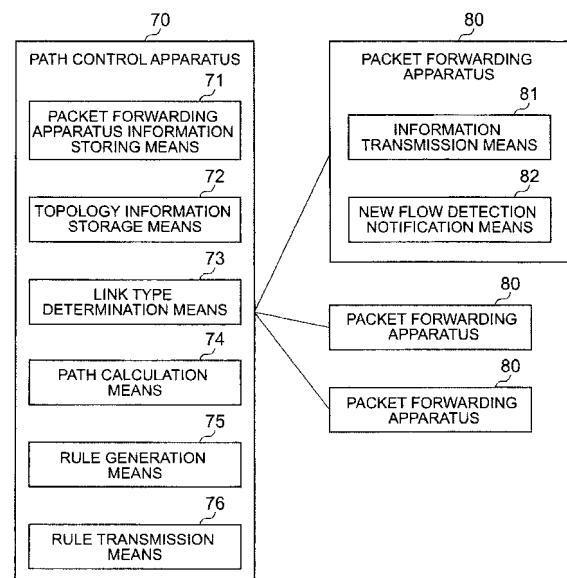 70
PATH CONTROL APPARATUS
71
PACKET FORWARDING
APPARATUS INFORMATION
STORING MEANS
72
TOPOLOGY INFORMATION
STORAGE MEANS
73
LINK TYPE
DETERMINATION MEANS
74
PATH CALCULATION
MEANS
75
RULE GENERATION
MEANS
76
RULE TRANSMISSION
MEANS
80
PACKET FORWARDING
APPARATUS
81
INFORMATION
TRANSMISSION MEANS
82
NEW FLOW DETECTION
NOTIFICATION MEANS
80
PACKET FORWARDING
APPARATUS
80
PACKET FORWARDING
APPARATUS